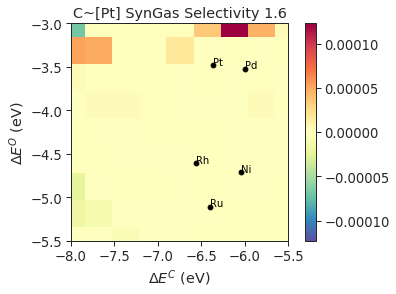 C~[Pt] SynGas Selectivity 1.6
−3.0
−3.5
−4.0
−4.5
−5.0
−5.5
ΔE^O (eV)
Pt
Pd
Rh
Ni
Ru
−8.0 −7.5 −7.0 −6.5 −6.0 −5.5
ΔE^C (eV)
0.00010
0.00005
0.00000
−0.00005
−0.00010